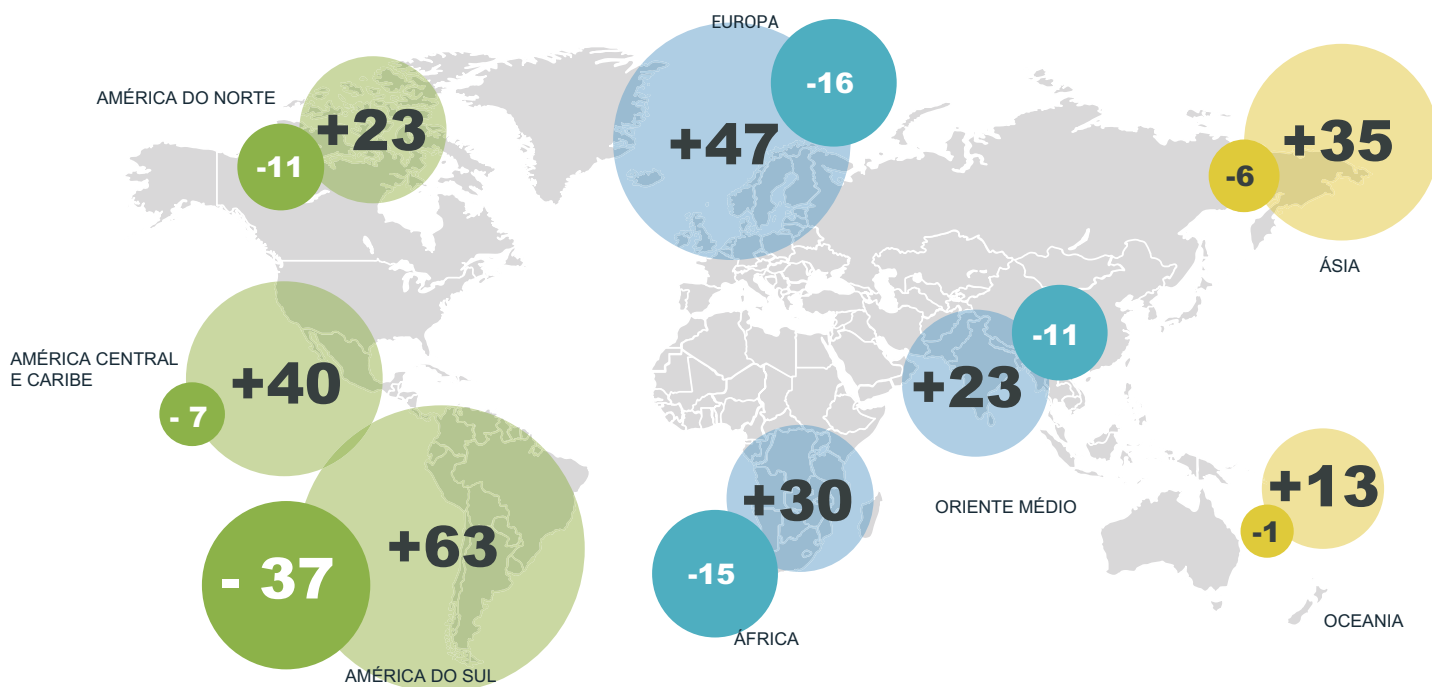 EUROPA
+47
-16
AMÉRICA DO NORTE
+23
-11
+35
-6
ÁSIA
AMÉRICA CENTRAL
E CARIBE
+40
- 7
-11
+23
ORIENTE MÉDIO
+63
- 37
AMÉRICA DO SUL
+30
-15
ÁFRICA
+13
-1
OCEANIA